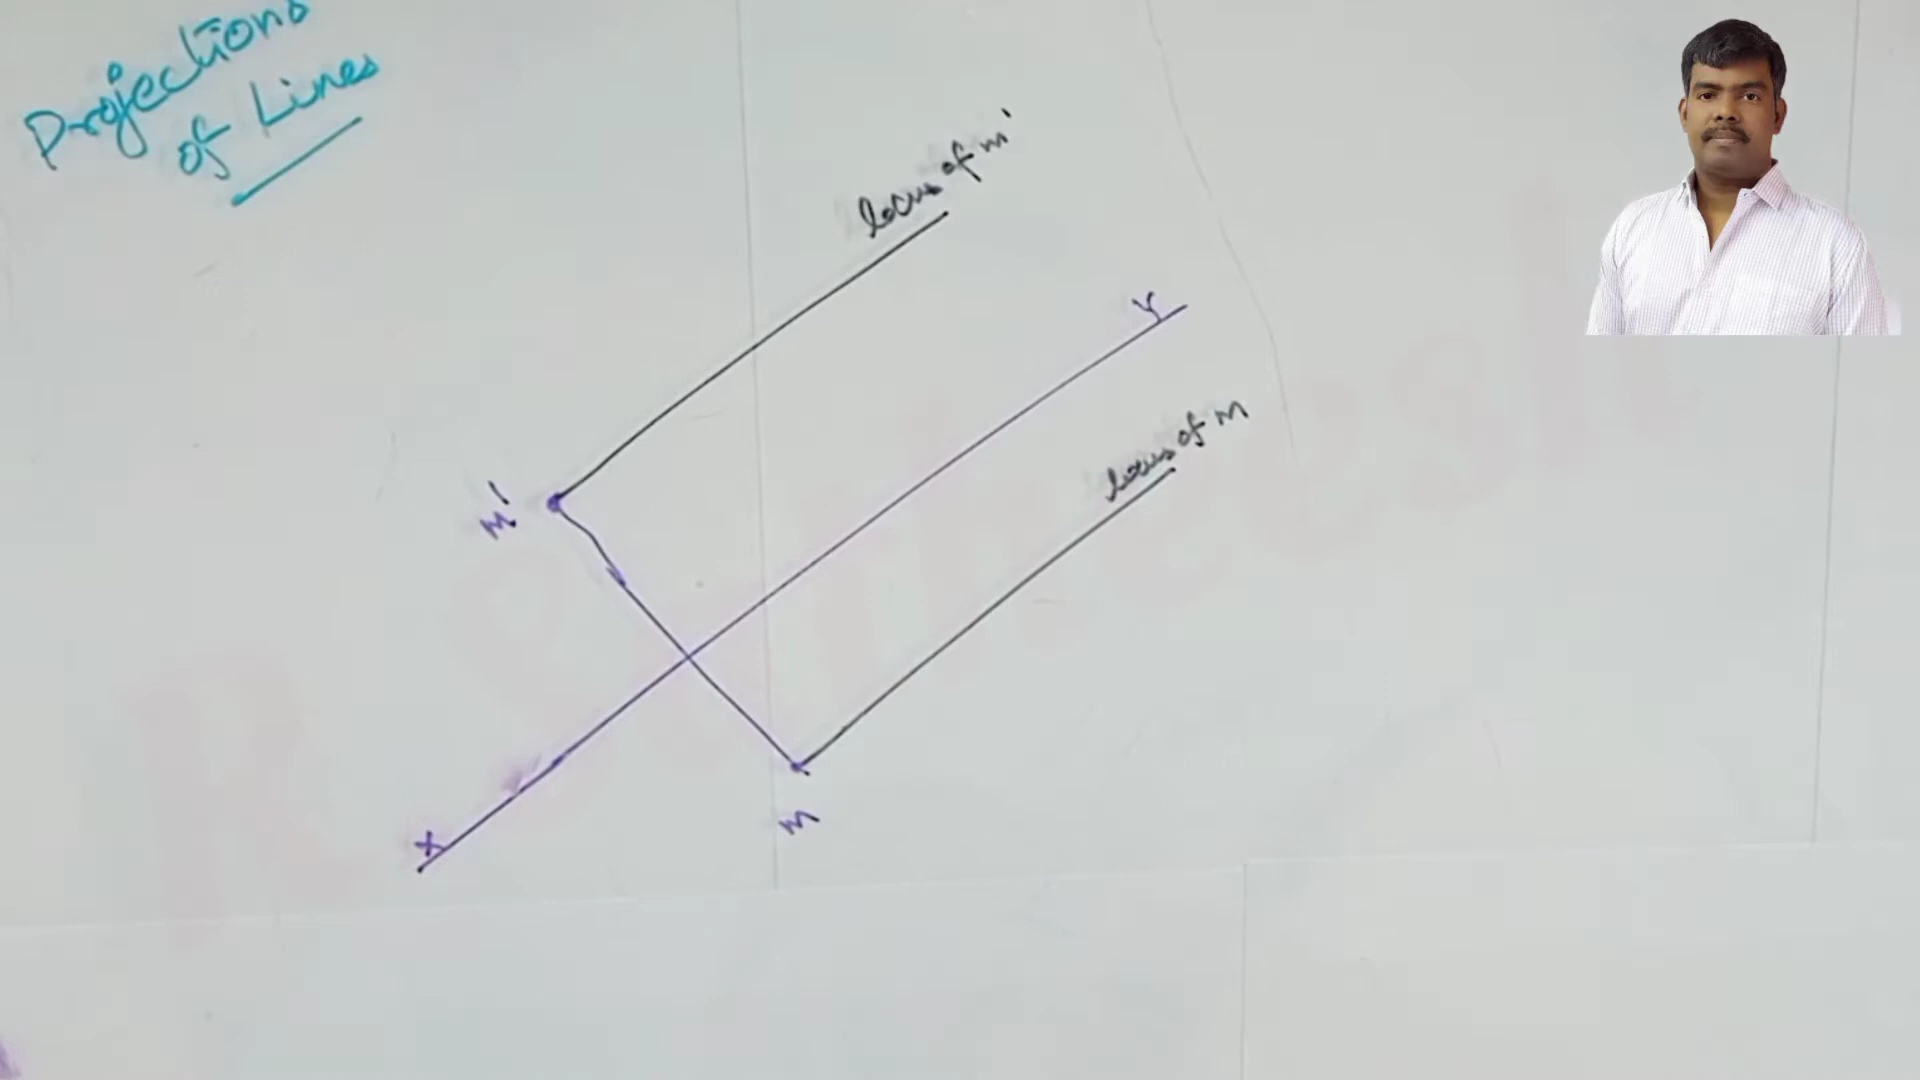 Projections
of Lines
locus of m'
Y
locus of m
m'
X
m